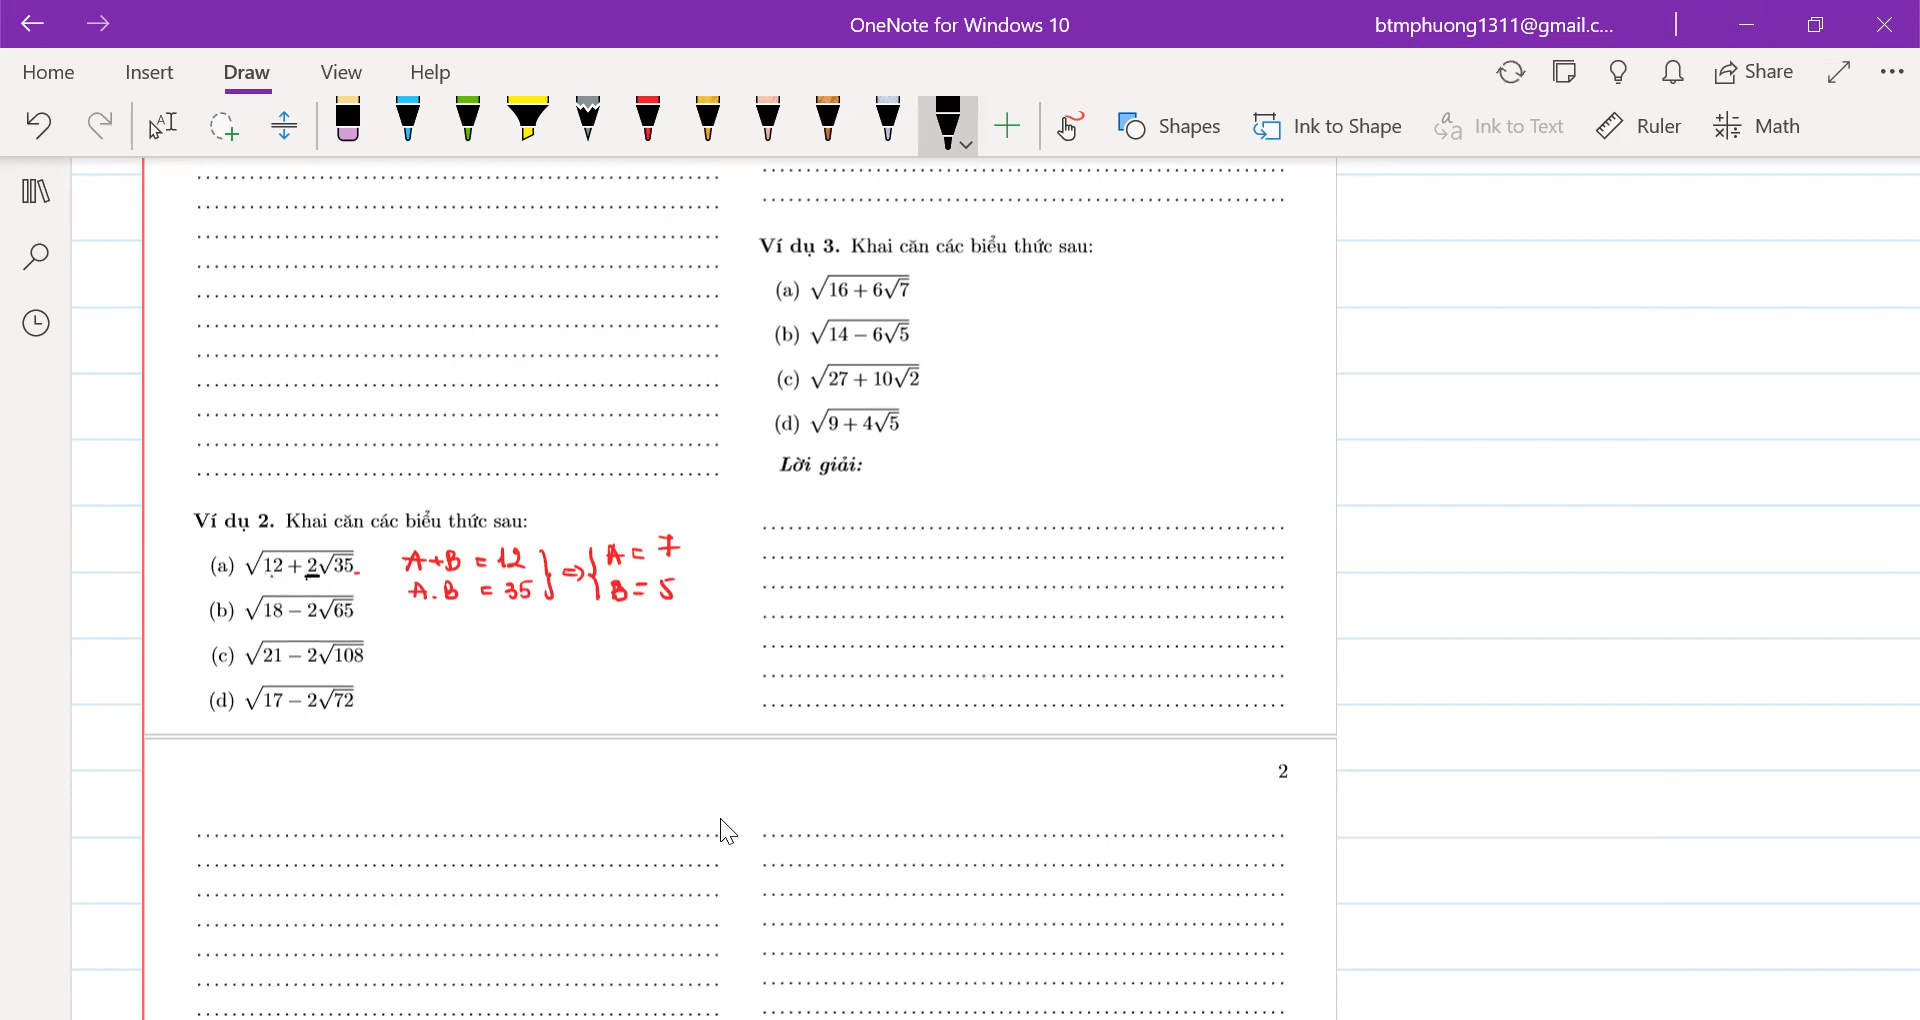 OneNote for Windows 10
btmphuong1311@gmail.c...
Home Insert Draw View Help
Share
Shapes Ink to Shape Ink to Text Ruler Math
Ví dụ 3. Khai căn các biểu thức sau:
(a) √(16 + 6√7)
(b) √(14 − 6√5)
(c) √(27 + 10√2)
(d) √(9 + 4√5)
Lời giải:
Ví dụ 2. Khai căn các biểu thức sau:
(a) √(12 + 2√35) A+B = 12 } ⇒ { A = 7
A.B = 35 B = 5
(b) √(18 − 2√65)
(c) √(21 − 2√108)
(d) √(17 − 2√72)
2